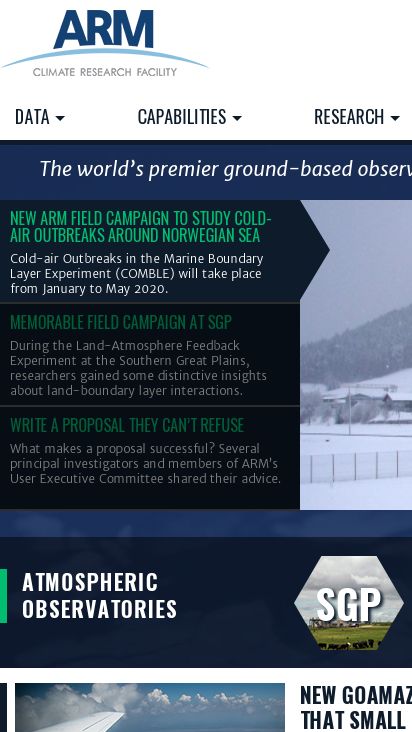 ARM
CLIMATE RESEARCH FACILITY
DATA
CAPABILITIES
RESEARCH
The world's premier ground-based observ
NEW ARM FIELD CAMPAIGN TO STUDY COLD-
AIR OUTBREAKS AROUND NORWEGIAN SEA
Cold-air Outbreaks in the Marine Boundary
Layer Experiment (COMBLE) will take place
from January to May 2020.
MEMORABLE FIELD CAMPAIGN AT SGP
During the Land-Atmosphere Feedback
Experiment at the Southern Great Plains,
researchers gained some distinctive insights
about land-boundary layer interactions.
WRITE A PROPOSAL THEY CAN'T REFUSE
What makes a proposal successful? Several
principal investigators and members of ARM's
User Executive Committee shared their advice.
ATMOSPHERIC
OBSERVATORIES
SGP
NEW GOAMAZ
THAT SMALL